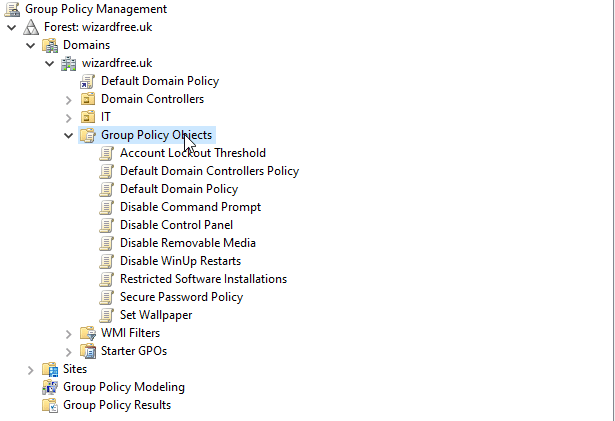 Group Policy Management
Forest: wizardfree.uk
Domains
wizardfree.uk
Default Domain Policy
Domain Controllers
IT
Group Policy Objects
Account Lockout Threshold
Default Domain Controllers Policy
Default Domain Policy
Disable Command Prompt
Disable Control Panel
Disable Removable Media
Disable WinUp Restarts
Restricted Software Installations
Secure Password Policy
Set Wallpaper
WMI Filters
Starter GPOs
Sites
Group Policy Modeling
Group Policy Results